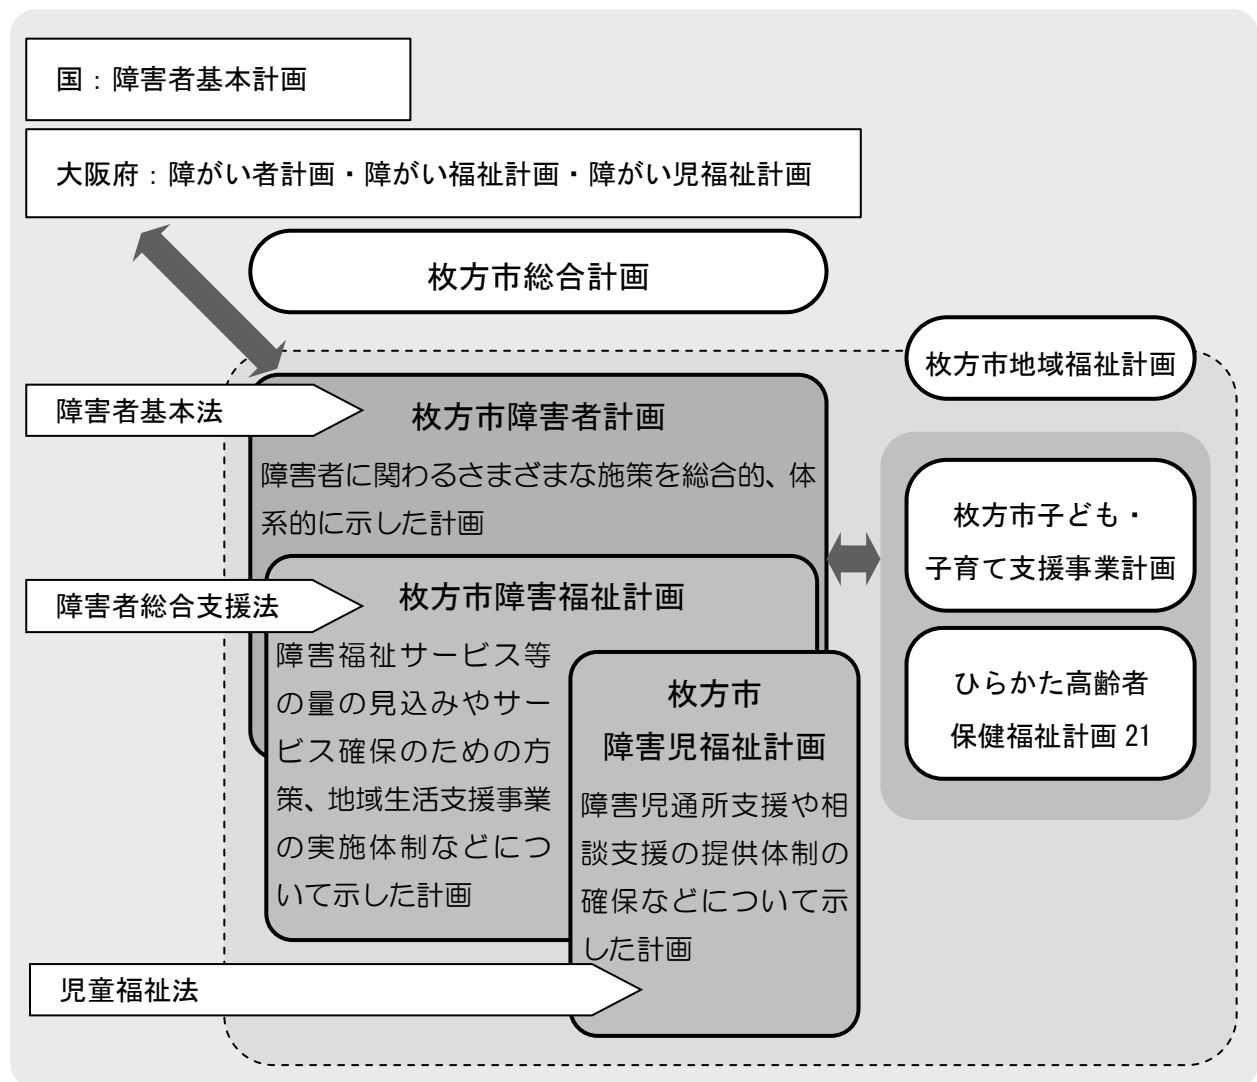 国：障害者基本計画
大阪府：障がい者計画・障がい福祉計画・障がい児福祉計画
枚方市総合計画
枚方市地域福祉計画
障害者基本法
枚方市障害者計画
障害者に関わるさまざまな施策を総合的、体
系的に示した計画
障害者総合支援法
枚方市障害福祉計画
障害福祉サービス等
の量の見込みやサー
ビス確保のための方
策、地域生活支援事業
の実施体制などにつ
いて示した計画
枚方市
障害児福祉計画
障害児通所支援や相
談支援の提供体制の
確保などについて示
した計画
児童福祉法
枚方市子ども・
子育て支援事業計画
ひらかた高齢者
保健福祉計画 21